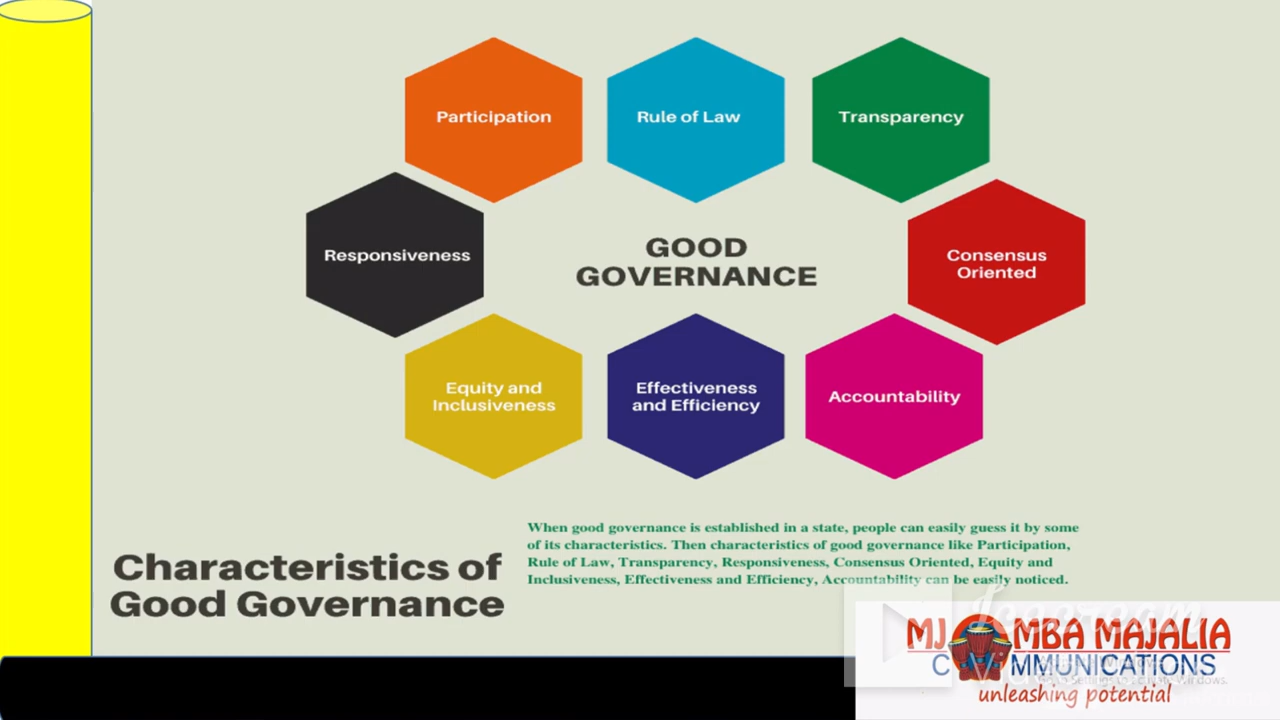 Participation
Rule of Law
Transparency
Responsiveness
GOOD
GOVERNANCE
Consensus
Oriented
Equity and
Inclusiveness
Effectiveness
and Efficiency
Accountability
When good governance is established in a state, people can easily guess it by some
of its characteristics. Then characteristics of good governance like Participation,
Rule of Law, Transparency, Responsiveness, Consensus Oriented, Equity and
Inclusiveness, Effectiveness and Efficiency, Accountability can be easily noticed.
Characteristics of
Good Governance
MJOMBA MAJALIA
COMMUNICATIONS
unleashing potential